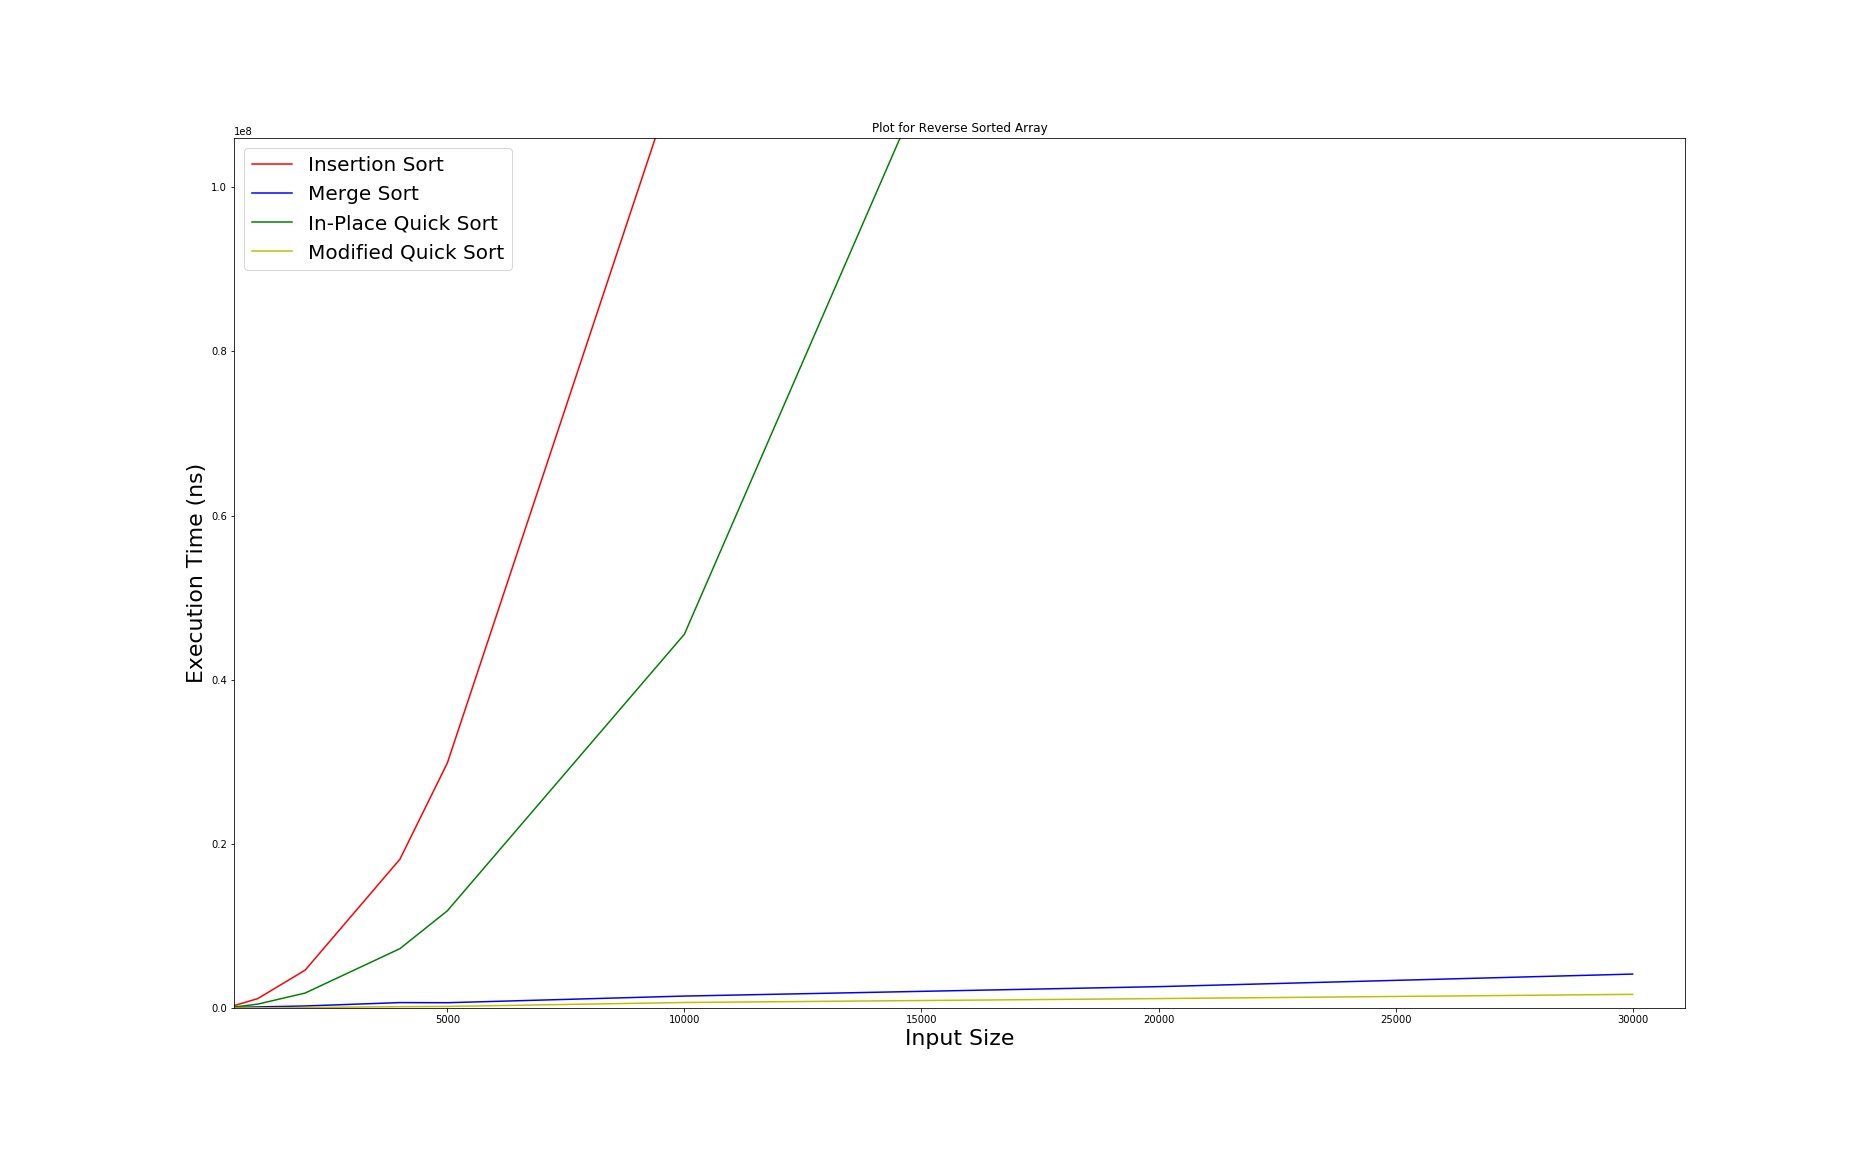 Plot for Reverse Sorted Array
1e8
Insertion Sort
Merge Sort
In-Place Quick Sort
Modified Quick Sort
1.0
0.8
0.6
0.4
0.2
0.0
Execution Time (ns)
5000 10000 15000 20000 25000 30000
Input Size